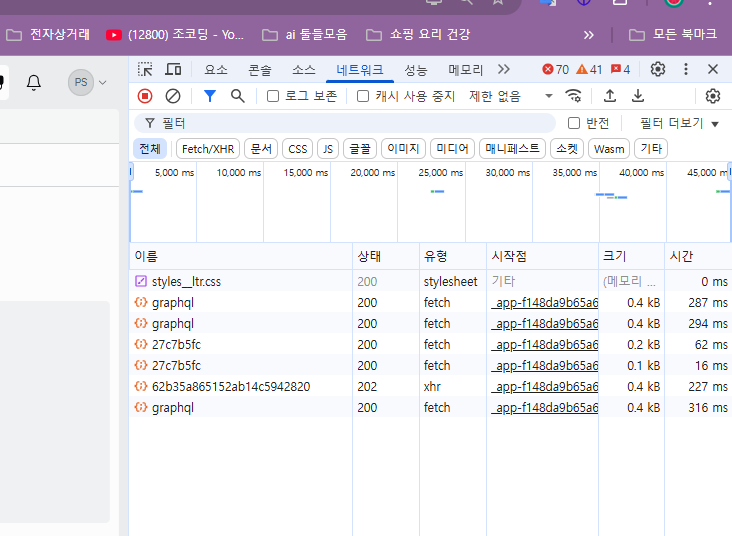 전자상거래 (12800) 조코딩 - Yo... ai 툴들모음 쇼핑 요리 건강 » 모든 북마크
PS
요소 콘솔 소스 네트워크 성능 메모리 70 41 4
로그 보존 캐시 사용 중지 제한 없음
필터 반전 필터 더보기
전체 Fetch/XHR 문서 CSS JS 글꼴 이미지 미디어 매니페스트 소켓 Wasm 기타
5,000 ms 10,000 ms 15,000 ms 20,000 ms 25,000 ms 30,000 ms 35,000 ms 40,000 ms 45,000 ms
이름 상태 유형 시작점 크기 시간
styles__ltr.css 200 stylesheet 기타 (메모리 ... 0 ms
graphql 200 fetch _app-f148da9b65a6 0.4 kB 287 ms
graphql 200 fetch _app-f148da9b65a6 0.4 kB 294 ms
27c7b5fc 200 fetch _app-f148da9b65a6 0.2 kB 62 ms
27c7b5fc 200 fetch _app-f148da9b65a6 0.1 kB 16 ms
62b35a865152ab14c5942820 202 xhr _app-f148da9b65a6 0.4 kB 227 ms
graphql 200 fetch _app-f148da9b65a6 0.4 kB 316 ms